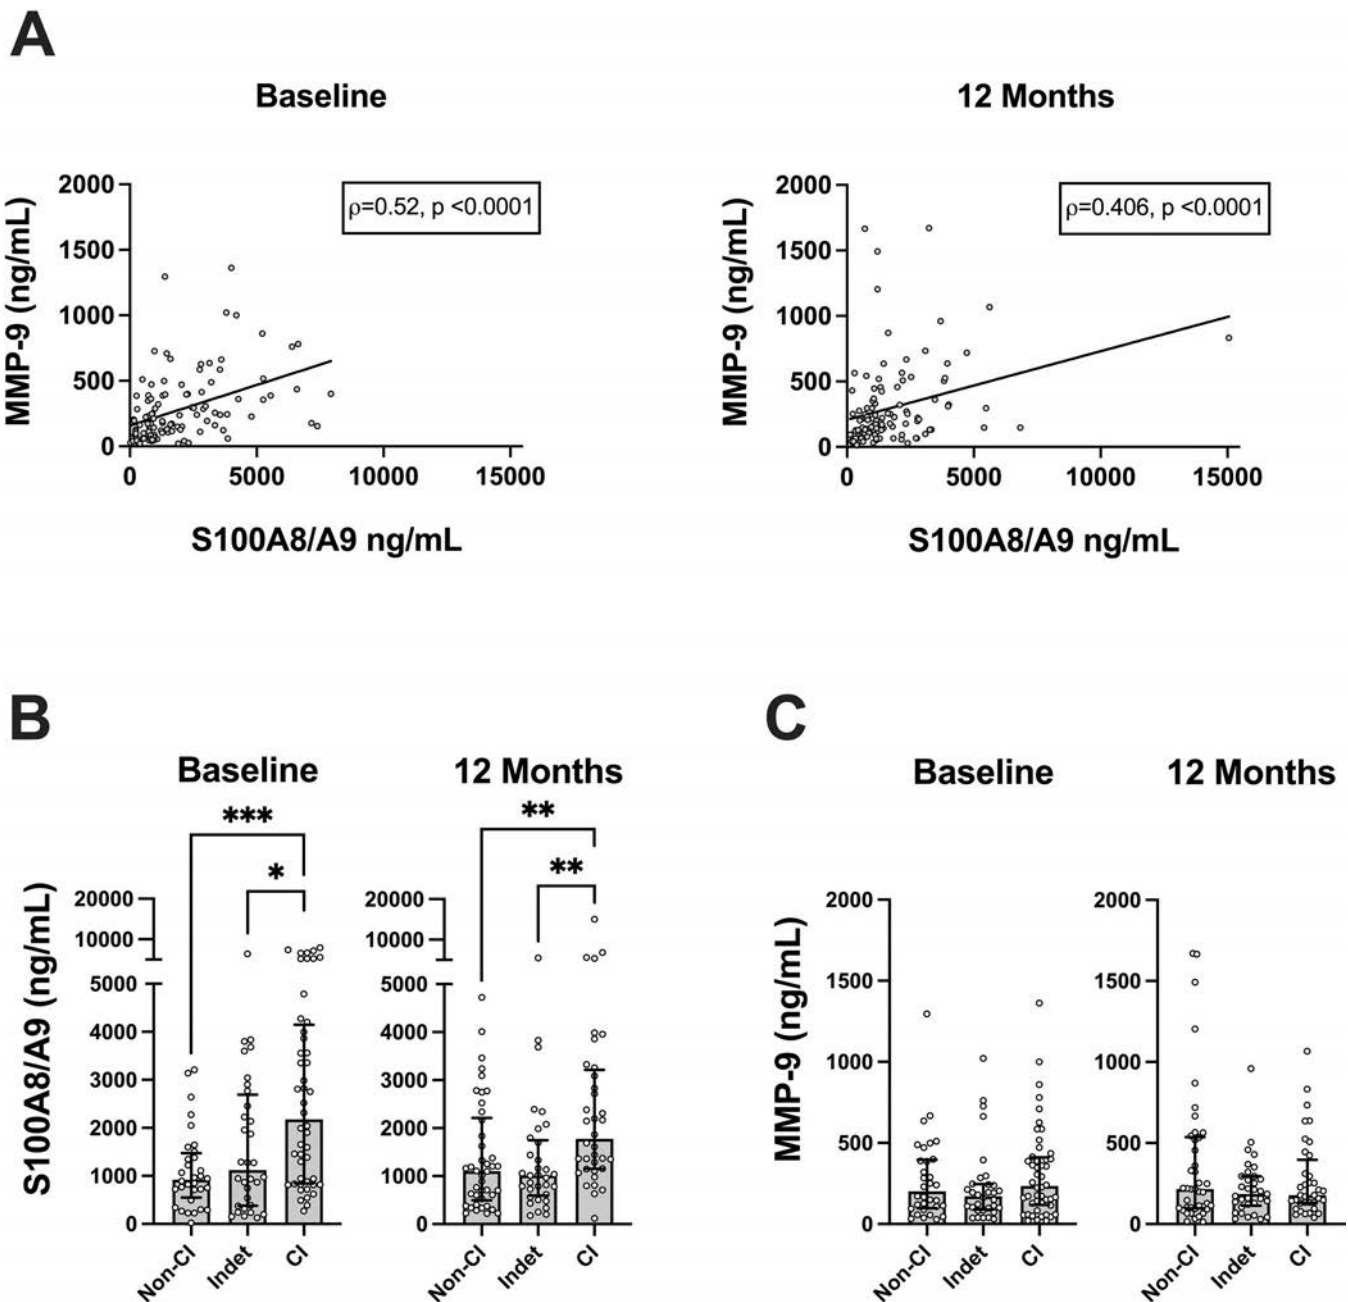 A
Baseline
12 Months
MMP-9 (ng/mL)
2000
1500
1000
500
0
ρ=0.52, p <0.0001
0 5000 10000 15000
S100A8/A9 ng/mL
MMP-9 (ng/mL)
2000
1500
1000
500
0
ρ=0.406, p <0.0001
0 5000 10000 15000
S100A8/A9 ng/mL
B
Baseline
12 Months
S100A8/A9 (ng/mL)
***
*
20000
10000
5000
4000
3000
2000
1000
0
Non-CI Indet CI
**
**
20000
10000
5000
4000
3000
2000
1000
0
Non-CI Indet CI
C
Baseline
12 Months
MMP-9 (ng/mL)
2000
1500
1000
500
0
Non-CI Indet CI
2000
1500
1000
500
0
Non-CI Indet CI